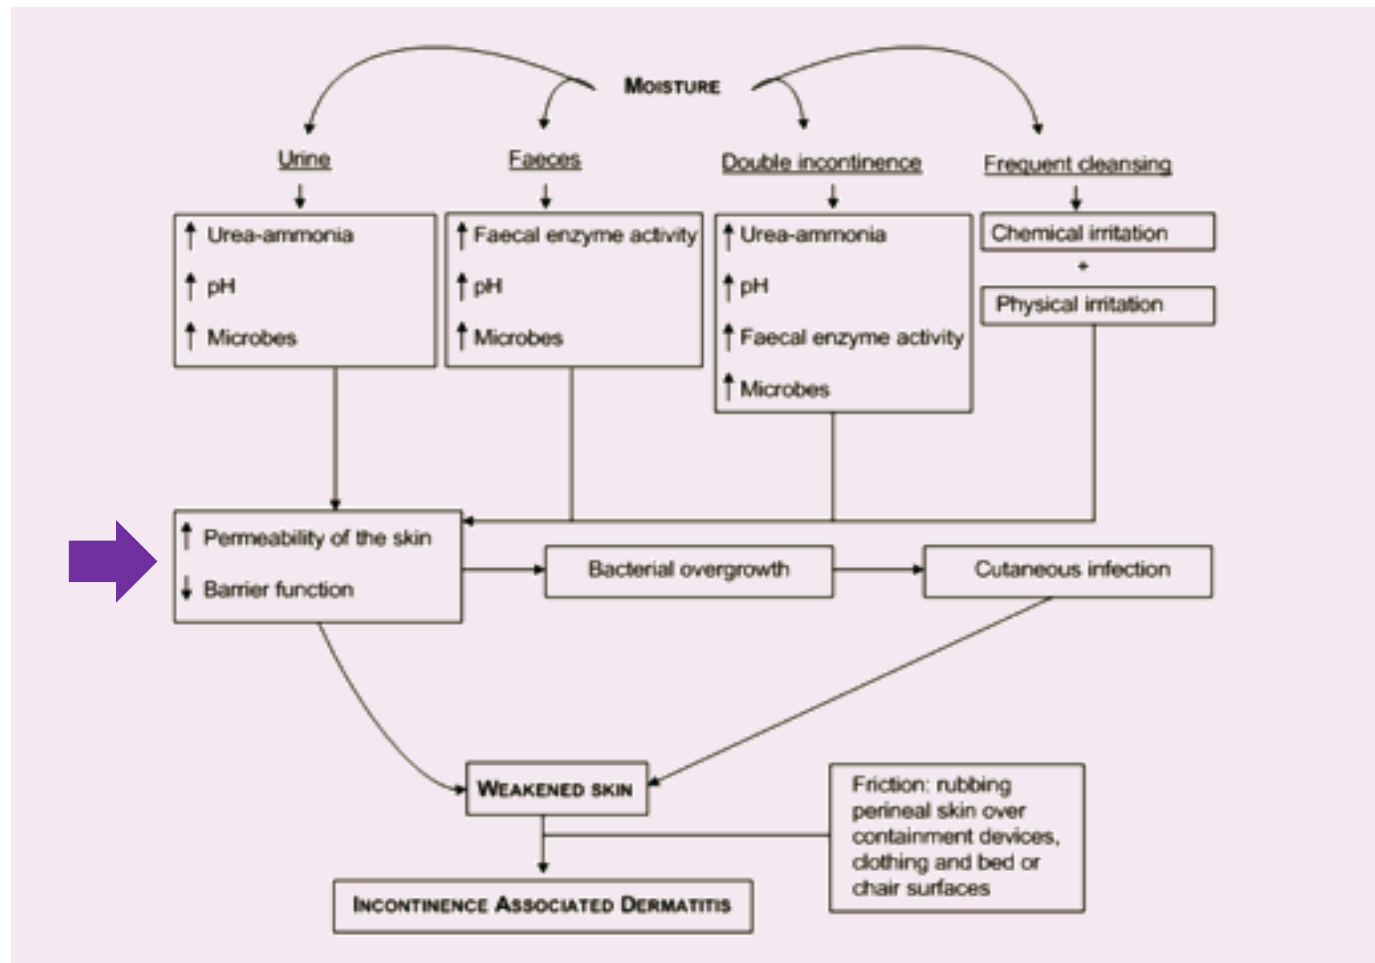 MOISTURE
Urine
Faeces
Double incontinence
Frequent cleansing
↑ Urea-ammonia
↑ pH
↑ Microbes
↑ Faecal enzyme activity
↑ pH
↑ Microbes
↑ Urea-ammonia
↑ pH
↑ Faecal enzyme activity
↑ Microbes
Chemical irritation
+
Physical irritation
↑ Permeability of the skin
↓ Barrier function
Bacterial overgrowth
Cutaneous infection
WEAKENED SKIN
Friction: rubbing
perineal skin over
containment devices,
clothing and bed or
chair surfaces
INCONTINENCE ASSOCIATED DERMATITIS